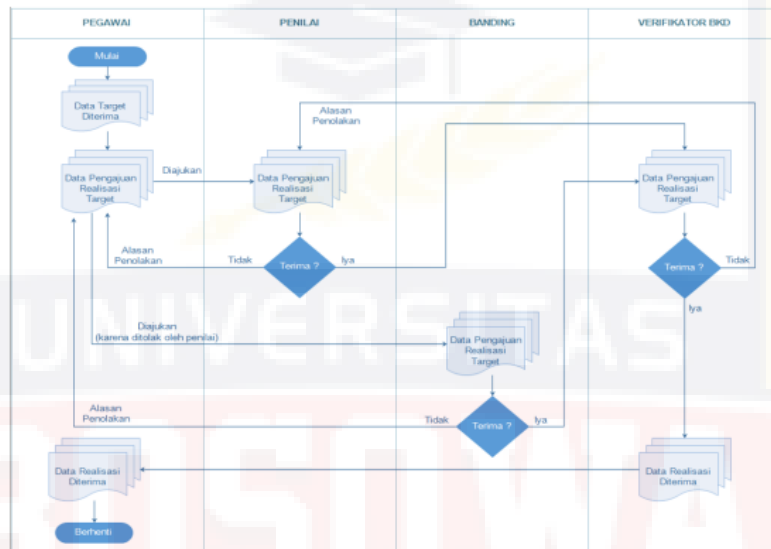 PEGAWAI
PENILAI
BANDING
VERIFIKATOR BKD
Mulai
Data Target
Diterima
Alasan
Penolakan
Data Pengajuan
Realisasi
Target
Diajukan
Data Pengajuan
Realisasi
Target
Data Pengajuan
Realisasi
Target
Alasan
Penolakan
Tidak
Terima ?
Iya
Terima ?
Tidak
Iya
Diajukan
(karena ditolak oleh penilai)
Data Pengajuan
Realisasi
Target
Alasan
Penolakan
Tidak
Terima ?
Iya
Data Realisasi
Diterima
Data Realisasi
Diterima
Berhenti
UNIVERSITAS
BOSOWA